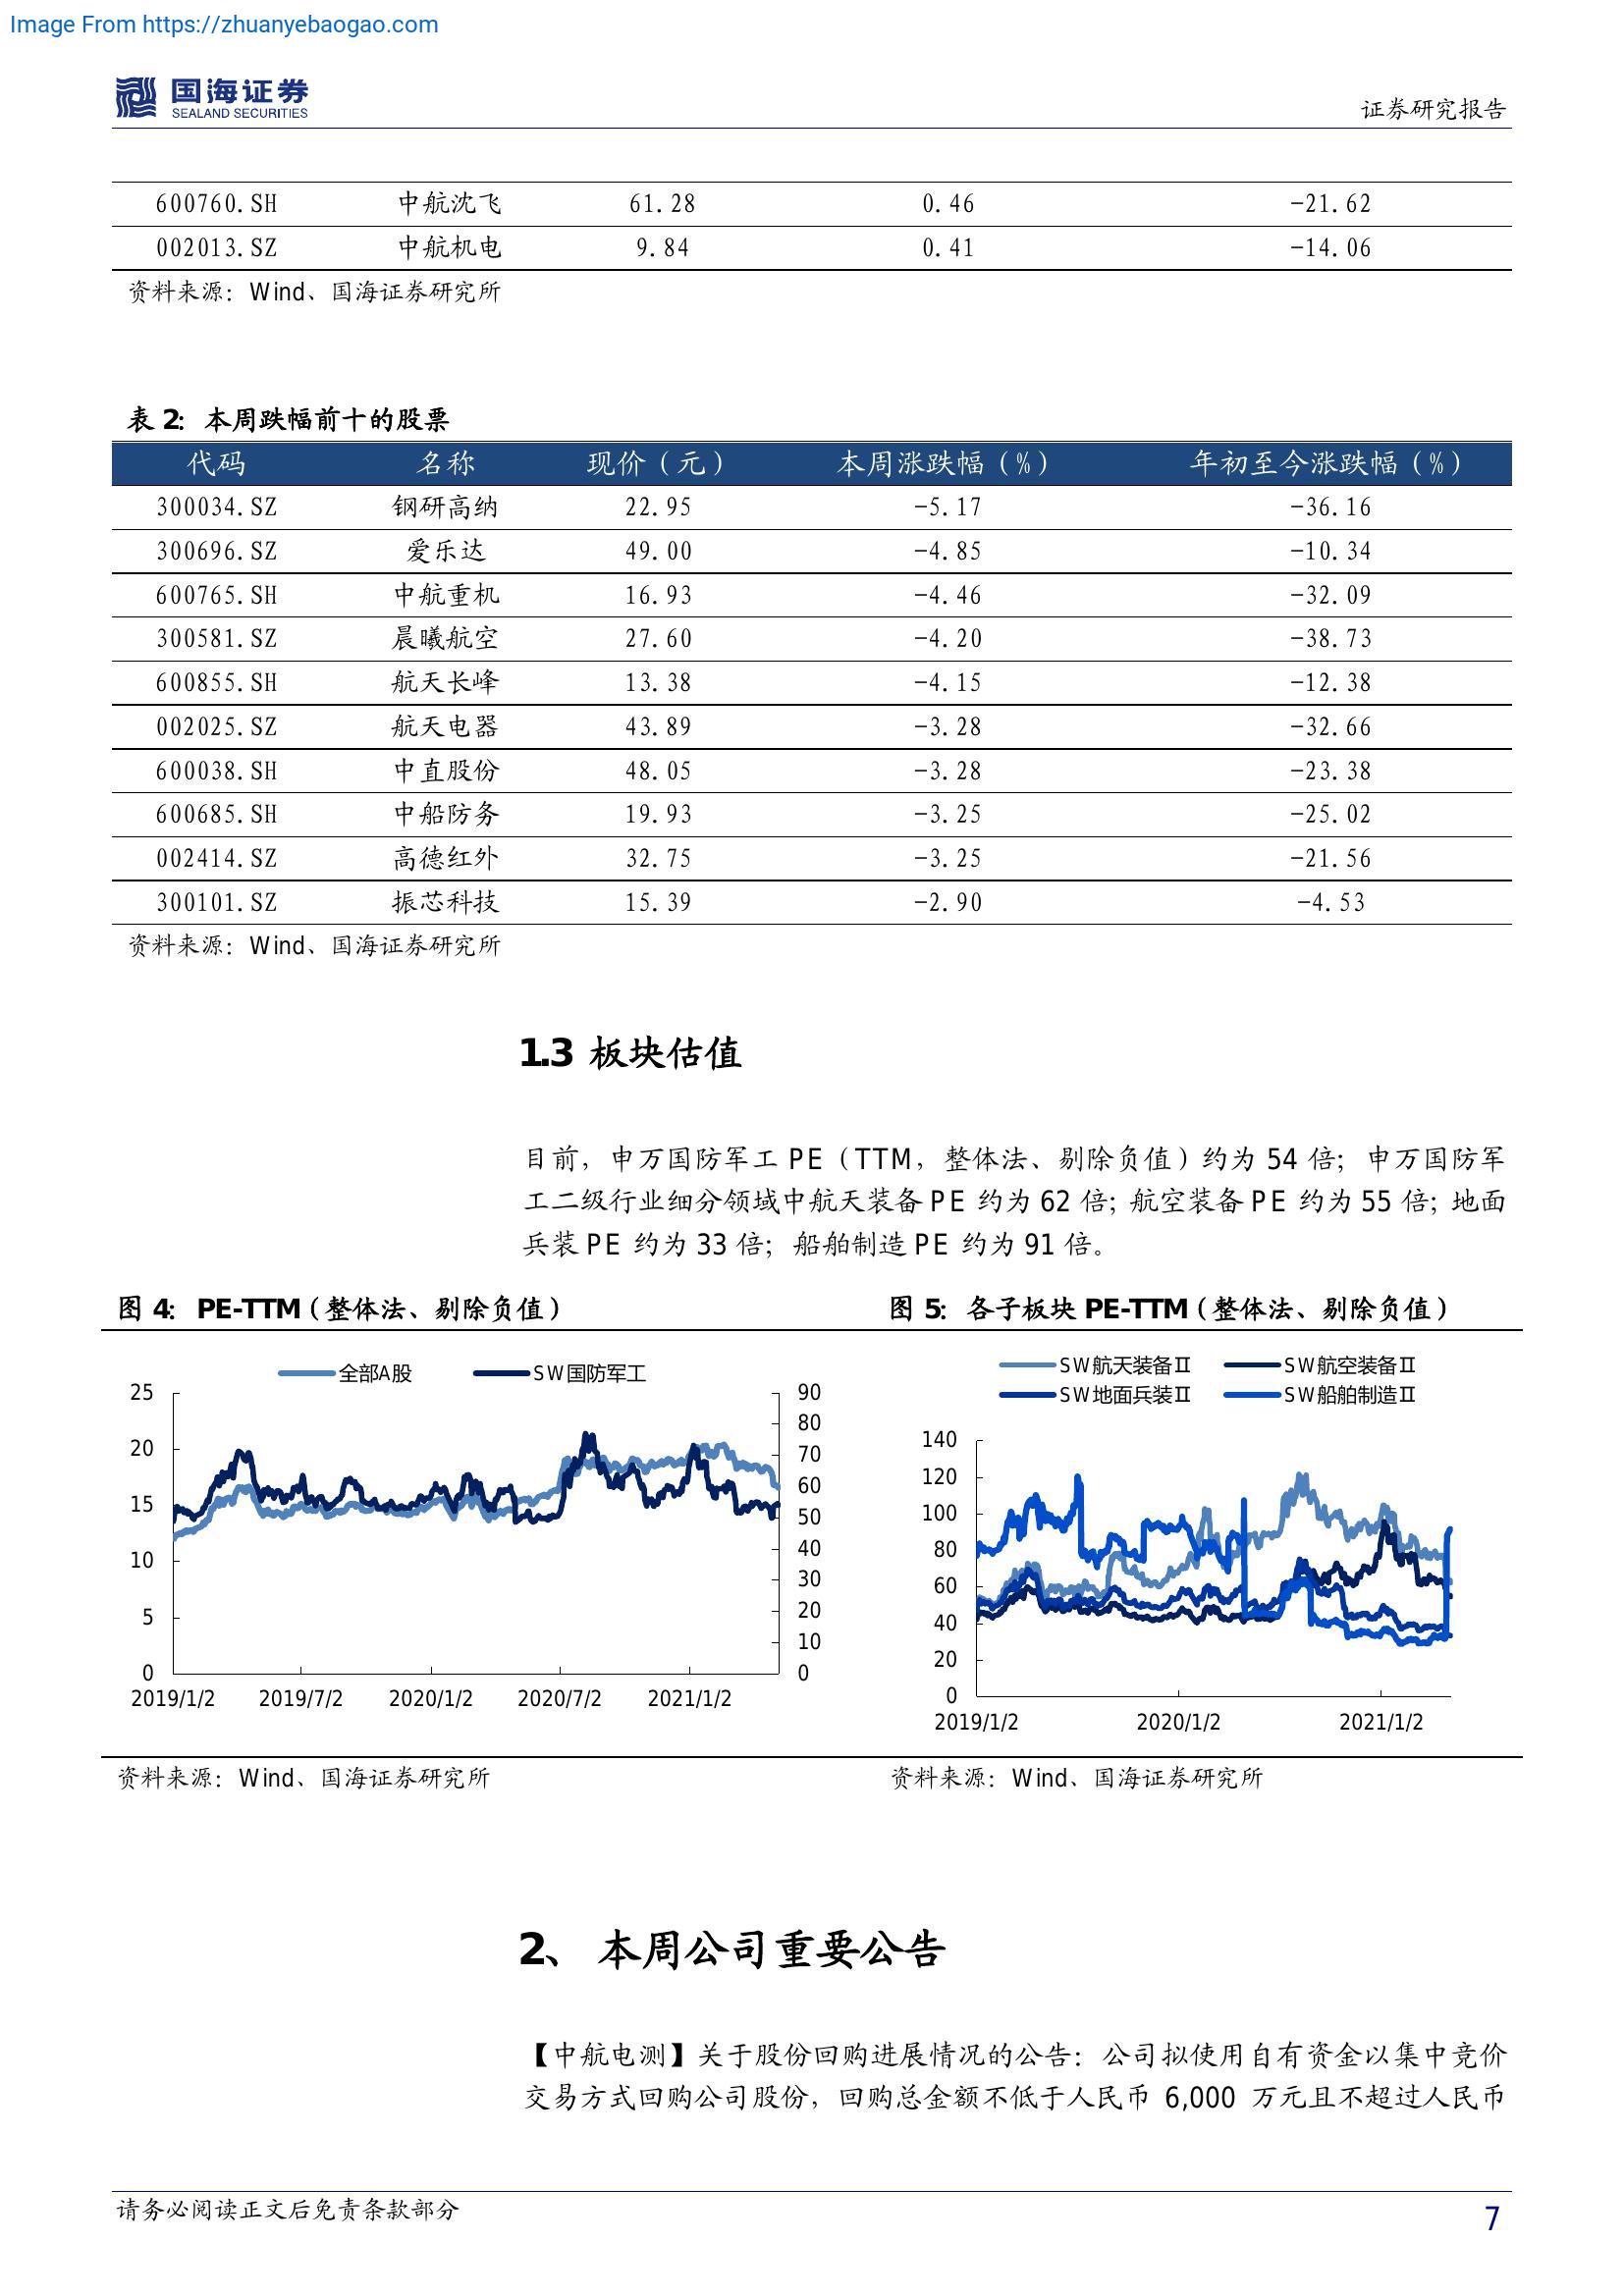 Image From https://zhuanyebaogao.com
国海证券
SEALAND SECURITIES
证券研究报告
600760.SH 中航沈飞 61.28 0.46 -21.62
002013.SZ 中航机电 9.84 0.41 -14.06
资料来源：Wind、国海证券研究所
表 2：本周跌幅前十的股票
代码 名称 现价（元） 本周涨跌幅（%） 年初至今涨跌幅（%）
300034.SZ 钢研高纳 22.95 -5.17 -36.16
300696.SZ 爱乐达 49.00 -4.85 -10.34
600765.SH 中航重机 16.93 -4.46 -32.09
300581.SZ 晨曦航空 27.60 -4.20 -38.73
600855.SH 航天长峰 13.38 -4.15 -12.38
002025.SZ 航天电器 43.89 -3.28 -32.66
600038.SH 中直股份 48.05 -3.28 -23.38
600685.SH 中船防务 19.93 -3.25 -25.02
002414.SZ 高德红外 32.75 -3.25 -21.56
300101.SZ 振芯科技 15.39 -2.90 -4.53
资料来源：Wind、国海证券研究所
1.3 板块估值
目前，申万国防军工 PE（TTM，整体法、剔除负值）约为 54 倍；申万国防军
工二级行业细分领域中航天装备 PE 约为 62 倍；航空装备 PE 约为 55 倍；地面
兵装 PE 约为 33 倍；船舶制造 PE 约为 91 倍。
图 4：PE-TTM（整体法、剔除负值）
全部A股 SW国防军工
25
20
15
10
5
0
90
80
70
60
50
40
30
20
10
0
2019/1/2 2019/7/2 2020/1/2 2020/7/2 2021/1/2
资料来源：Wind、国海证券研究所
图 5：各子板块 PE-TTM（整体法、剔除负值）
SW航天装备Ⅱ SW航空装备Ⅱ
SW地面兵装Ⅱ SW船舶制造Ⅱ
140
120
100
80
60
40
20
0
2019/1/2 2020/1/2 2021/1/2
资料来源：Wind、国海证券研究所
2、 本周公司重要公告
【中航电测】关于股份回购进展情况的公告：公司拟使用自有资金以集中竞价
交易方式回购公司股份，回购总金额不低于人民币 6,000 万元且不超过人民币
请务必阅读正文后免责条款部分
7